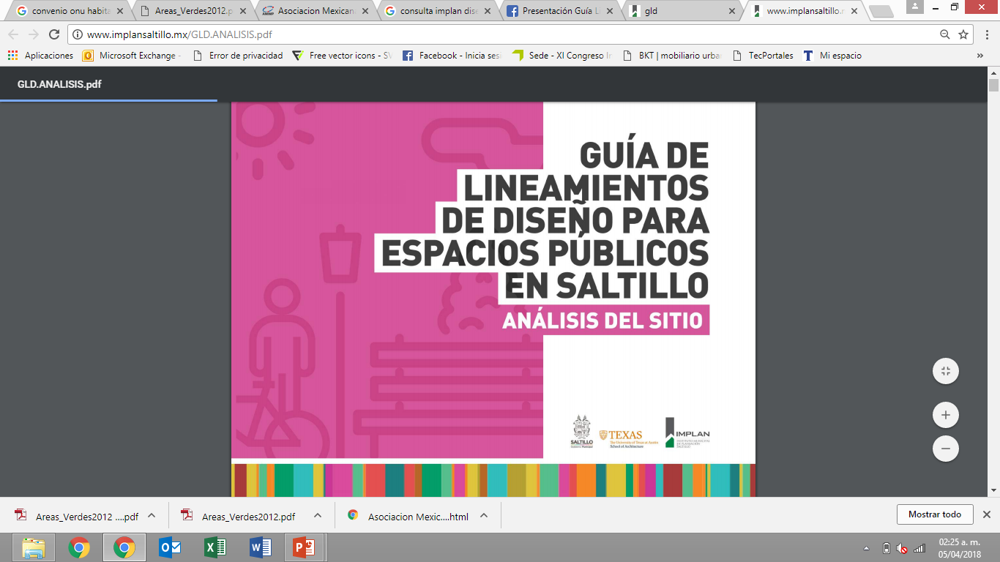 convenio onu habita
Areas_Verdes2012.p
Asociacion Mexican
consulta implan dise
Presentación Guía L
gld
www.implansaltillo.m
www.implansaltillo.mx/GLD.ANALISIS.pdf
Aplicaciones
Microsoft Exchange -
Error de privacidad
Free vector icons - SV
Facebook - Inicia ses
Sede - XI Congreso In
BKT | mobiliario urba
TecPortales
Mi espacio
»
GLD.ANALISIS.pdf
GUÍA DE
LINEAMIENTOS
DE DISEÑO PARA
ESPACIOS PÚBLICOS
EN SALTILLO
ANÁLISIS DEL SITIO
SALTILLO
TEXAS
The University of Texas at Austin
School of Architecture
IMPLAN
INSTITUTO MUNICIPAL
DE PLANEACIÓN
SALTILLO
Areas_Verdes2012 ....pdf
Areas_Verdes2012.pdf
Asociacion Mexic....html
Mostrar todo
02:25 a. m.
05/04/2018